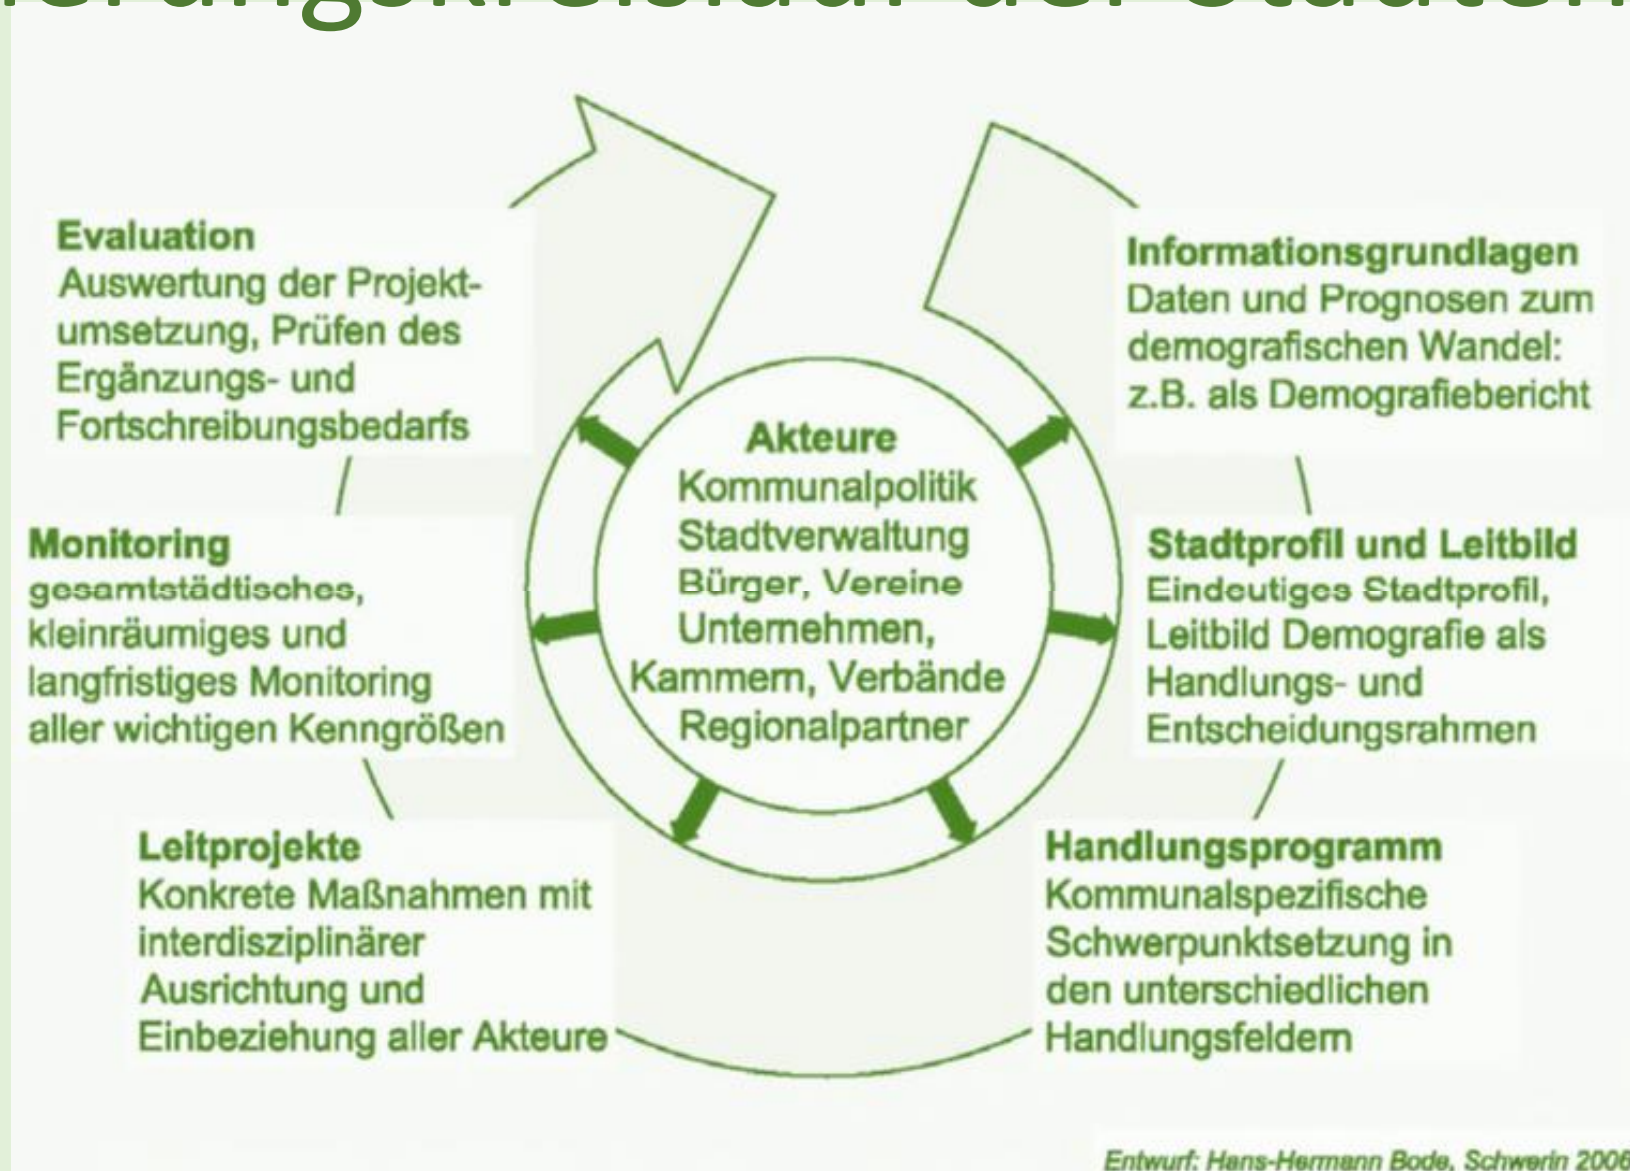 Evaluation
Auswertung der Projekt-
umsetzung, Prüfen des
Ergänzungs- und
Fortschreibungsbedarfs
Informationsgrundlagen
Daten und Prognosen zum
demografischen Wandel:
z.B. als Demografiebericht
Akteure
Kommunalpolitik
Stadtverwaltung
Bürger, Vereine
Unternehmen,
Kammern, Verbände
Regionalpartner
Monitoring
gesamtstädtisches,
kleinräumiges und
langfristiges Monitoring
aller wichtigen Kenngrößen
Stadtprofil und Leitbild
Eindeutiges Stadtprofil,
Leitbild Demografie als
Handlungs- und
Entscheidungsrahmen
Leitprojekte
Konkrete Maßnahmen mit
interdisziplinärer
Ausrichtung und
Einbeziehung aller Akteure
Handlungsprogramm
Kommunalspezifische
Schwerpunktsetzung in
den unterschiedlichen
Handlungsfeldern
Entwurf: Hans-Hermann Bode, Schwerin 2006